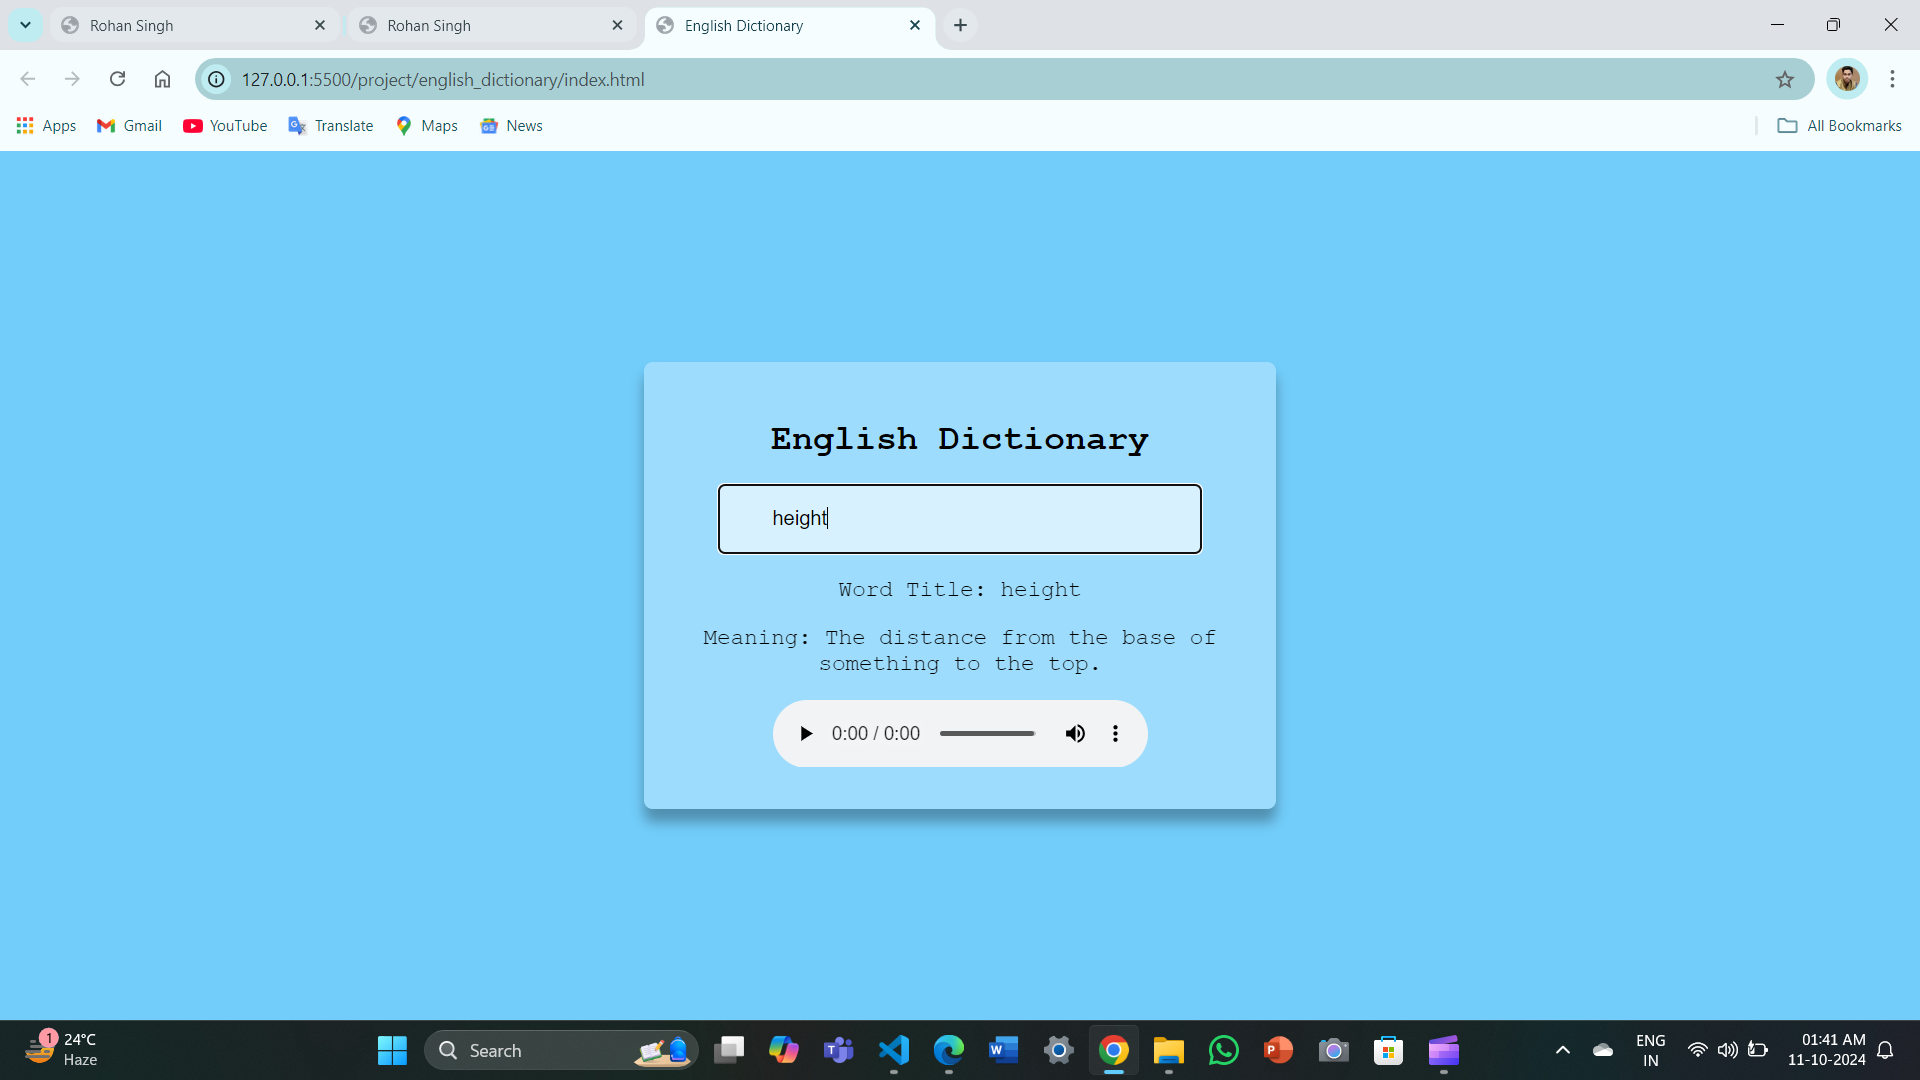 Rohan Singh
Rohan Singh
English Dictionary
127.0.0.1:5500/project/english_dictionary/index.html
Apps
Gmail
YouTube
Translate
Maps
News
All Bookmarks
English Dictionary
height
Word Title: height
Meaning: The distance from the base of
something to the top.
0:00 / 0:00
1
24°C
Haze
Search
ENG
IN
01:41 AM
11-10-2024